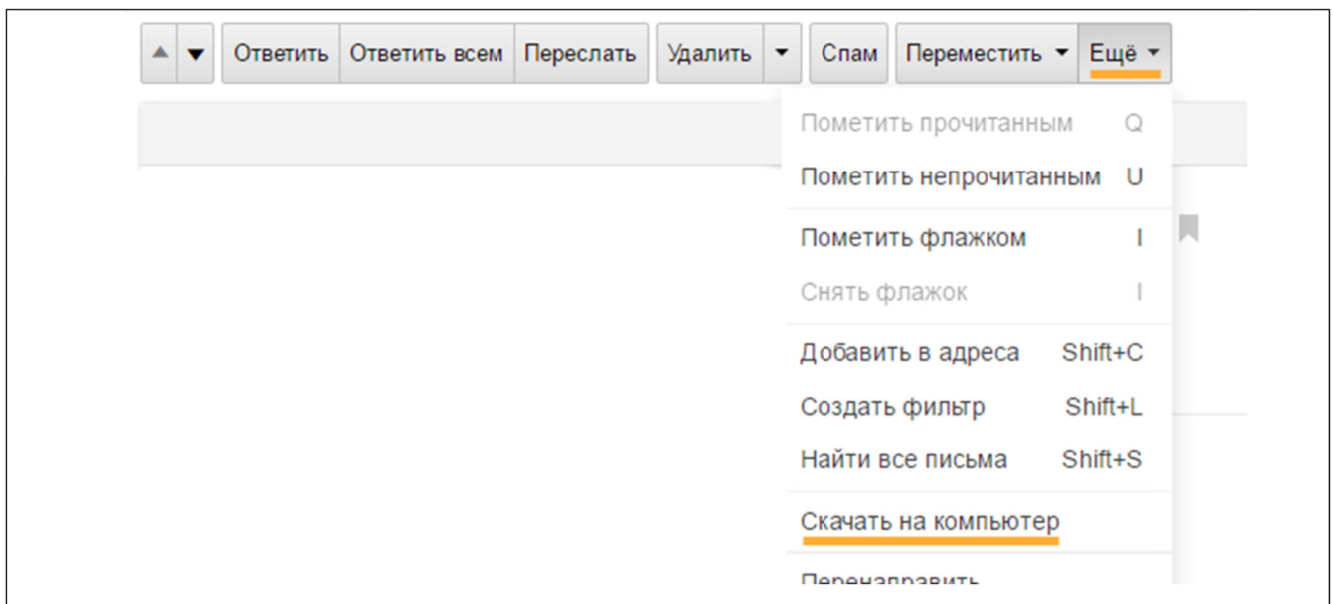 Ответить Ответить всем Переслать Удалить Спам Переместить Ещё
Пометить прочитанным Q
Пометить непрочитанным U
Пометить флажком I
Снять флажок I
Добавить в адреса Shift+C
Создать фильтр Shift+L
Найти все письма Shift+S
Скачать на компьютер
Перенаправить